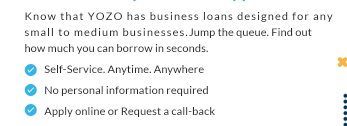 Know that YOZO has business loans designed for any
small to medium businesses.Jump the queue. Find out
how much you can borrow in seconds.
Self-Service. Anytime. Anywhere
No personal information required
Apply online or Request a call-back